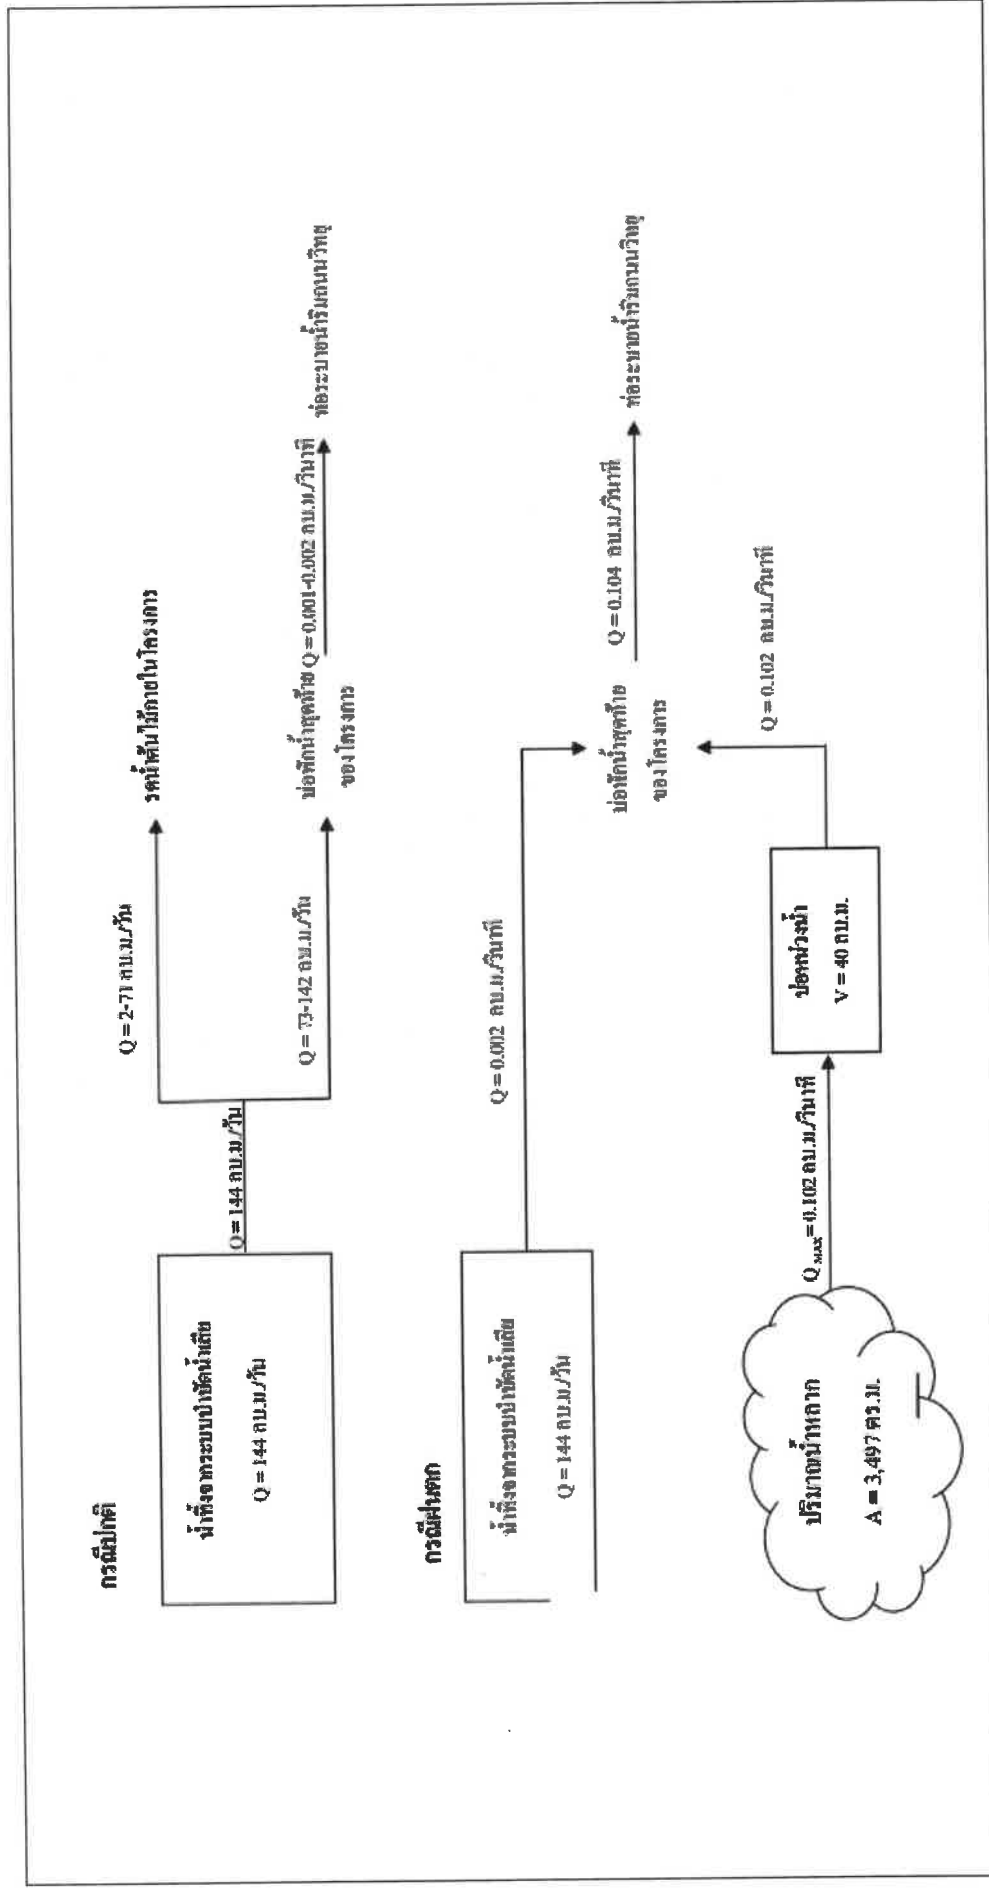 กรณีปกติ
น้ำทิ้งจากระบบบำบัดน้ำเสีย
Q = 144 ลบ.ม./วัน
Q = 144 ลบ.ม./วัน
Q = 2-71 ลบ.ม./วัน
รดน้ำต้นไม้ภายในโครงการ
Q = 73-142 ลบ.ม./วัน
บ่อพักน้ำสุดท้าย
ของโครงการ
Q = 0.001-0.002 ลบ.ม./วินาที
ท่อระบายน้ำริมถนนวิทยุ
กรณีฝนตก
น้ำทิ้งจากระบบบำบัดน้ำเสีย
Q = 144 ลบ.ม./วัน
Q = 0.002 ลบ.ม./วินาที
บ่อพักน้ำสุดท้าย
ของโครงการ
Q = 0.104 ลบ.ม./วินาที
ท่อระบายน้ำริมถนนวิทยุ
ปริมาณน้ำหลาก
A = 3,497 ตร.ม.
Q MAX = 0.102 ลบ.ม./วินาที
บ่อหน่วงน้ำ
V = 40 ลบ.ม.
Q = 0.102 ลบ.ม./วินาที